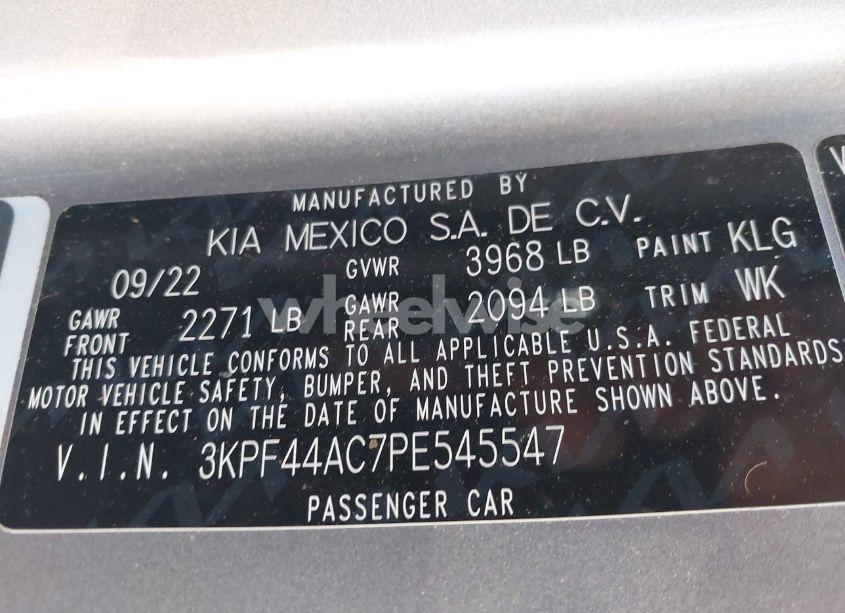 MANUFACTURED BY
KIA MEXICO S.A. DE C.V.
09/22 GVWR 3968 LB PAINT KLG
GAWR FRONT 2271 LB GAWR REAR 2094 LB TRIM WK
THIS VEHICLE CONFORMS TO ALL APPLICABLE U.S.A. FEDERAL
MOTOR VEHICLE SAFETY, BUMPER, AND THEFT PREVENTION STANDARDS
IN EFFECT ON THE DATE OF MANUFACTURE SHOWN ABOVE.
V.I.N. 3KPF44AC7PE545547
PASSENGER CAR
wheelwise
V